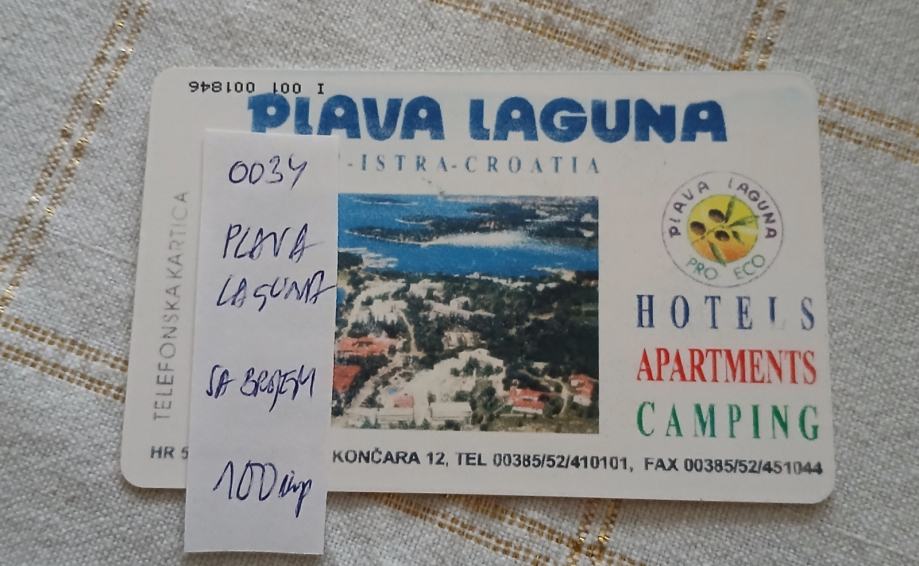 I 001 001846
PLAVA LAGUNA
-ISTRA-CROATIA
TELEFONSKA KARTICA
0034
PLAVA
LAGUNA
SA BROJEM
100 imp
PLAVA LAGUNA
PRO ECO
HOTELS
APARTMENTS
CAMPING
HR 5
KONČARA 12, TEL 00385/52/410101, FAX 00385/52/451044